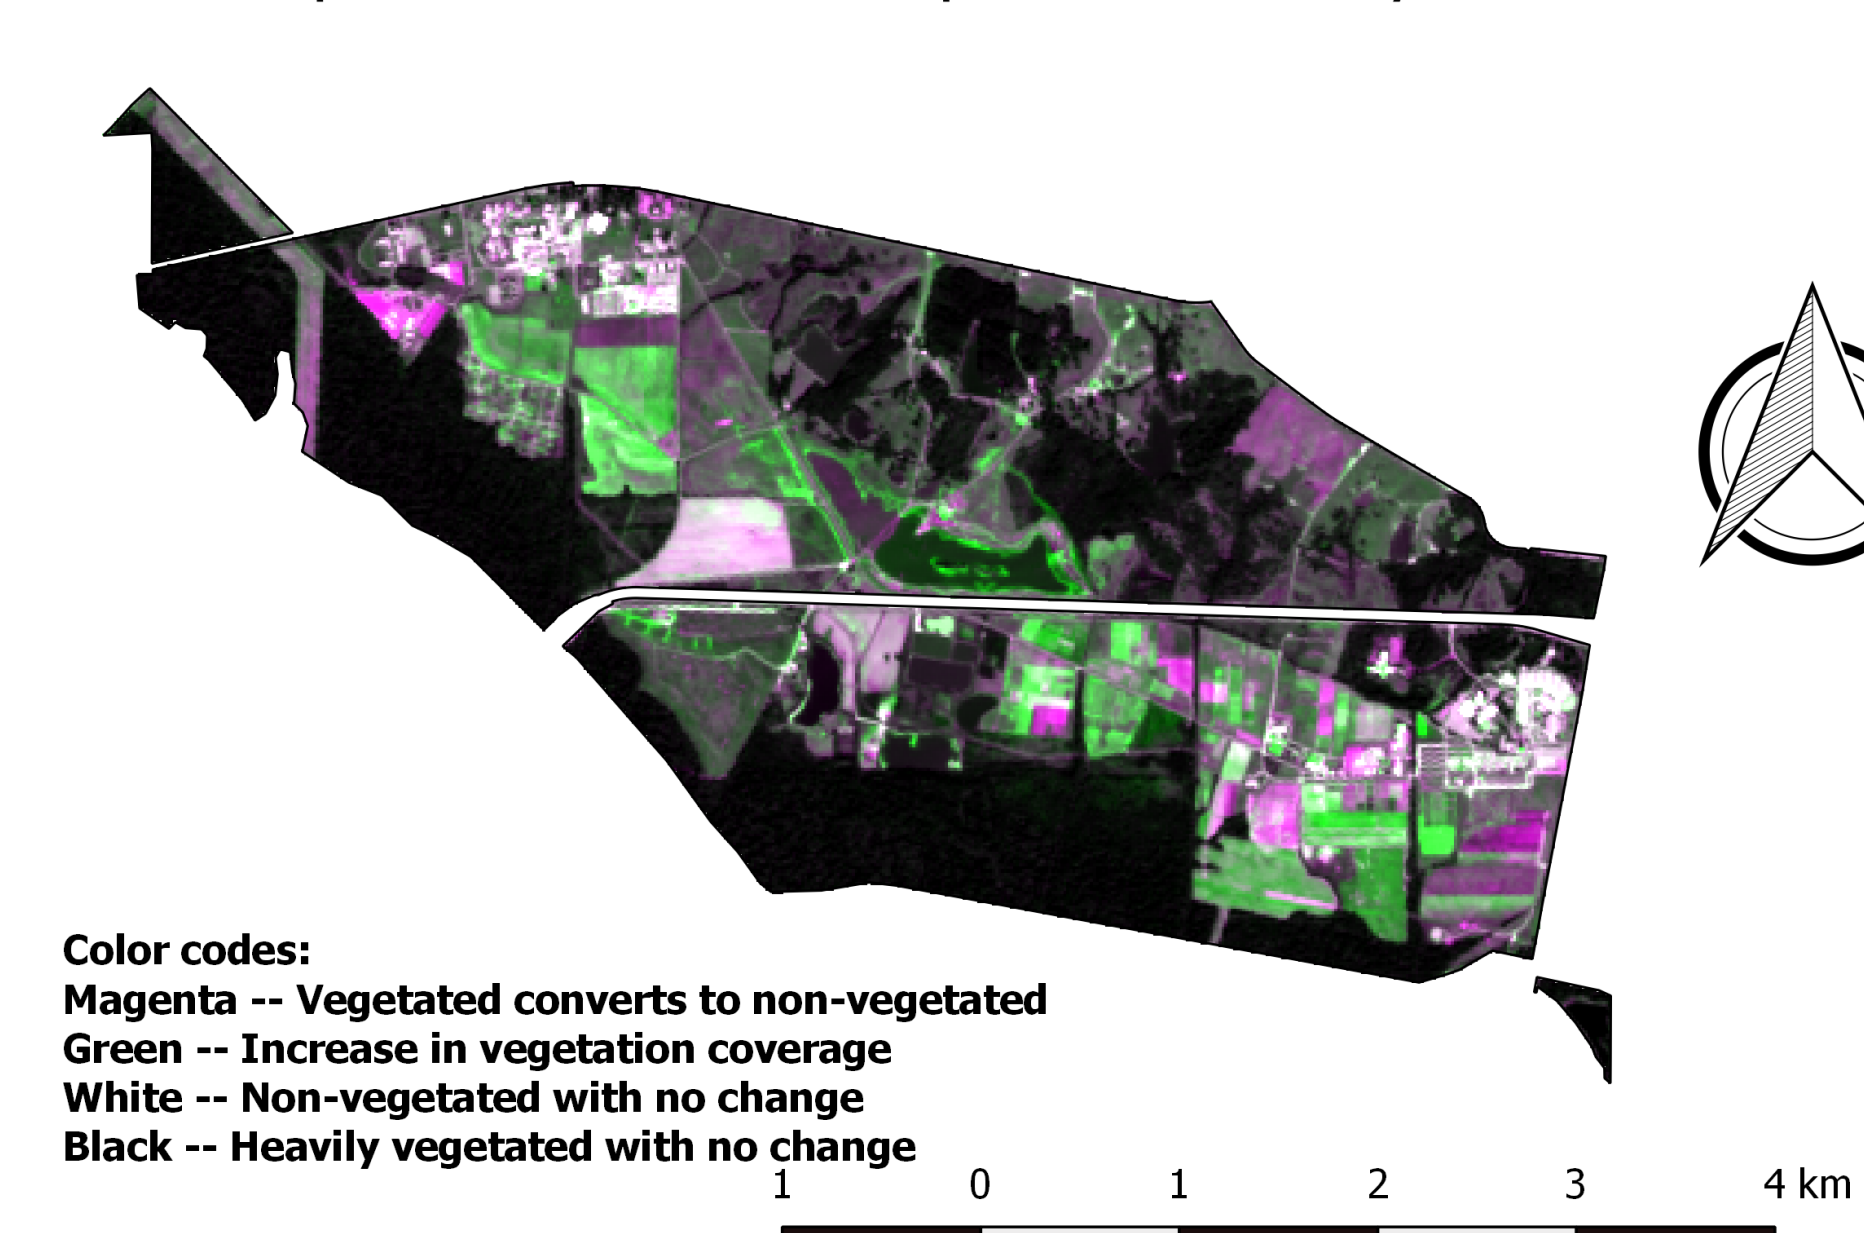 Color codes:
Magenta -- Vegetated converts to non-vegetated
Green -- Increase in vegetation coverage
White -- Non-vegetated with no change
Black -- Heavily vegetated with no change
1 0 1 2 3 4 km